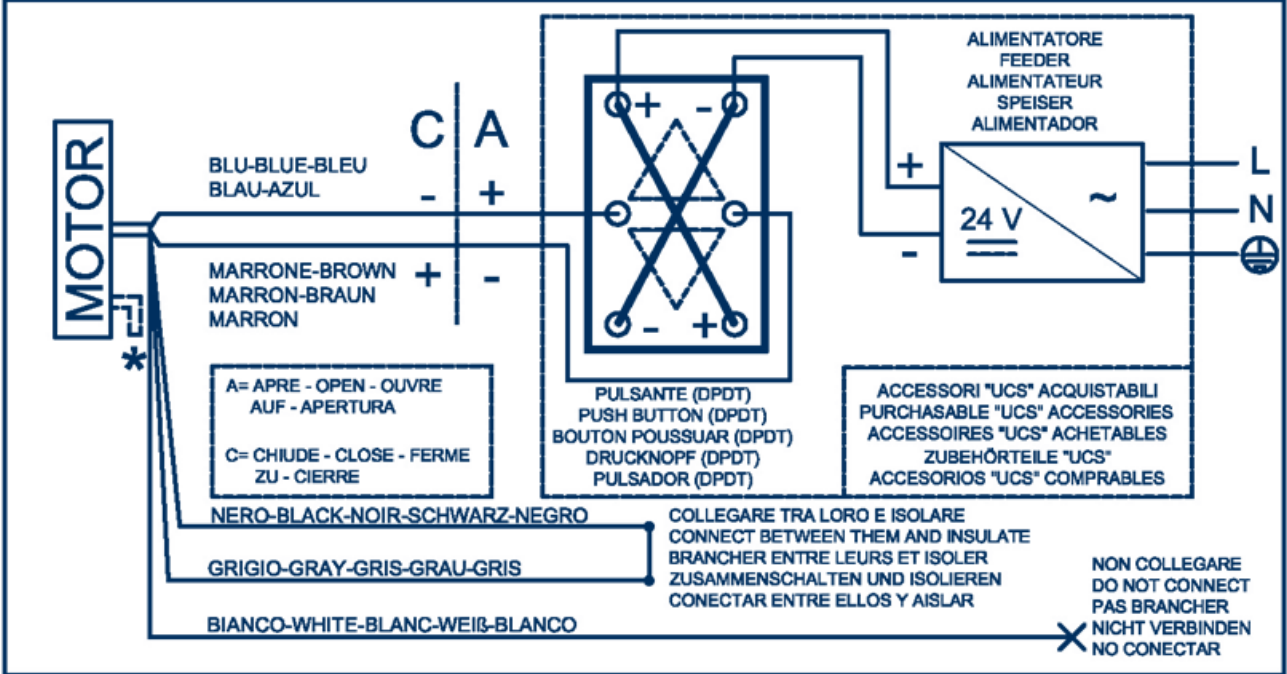 ALIMENTATORE
FEEDER
ALIMENTATEUR
SPEISER
ALIMENTADOR
+ -
C A
MOTOR
BLU-BLUE-BLEU
BLAU-AZUL
- +
+
24 V
~
-
L
N
MARRONE-BROWN
MARRON-BRAUN
MARRON
+ -
- +
*
A= APRE - OPEN - OUVRE
AUF - APERTURA
C= CHIUDE - CLOSE - FERME
ZU - CIERRE
PULSANTE (DPDT)
PUSH BUTTON (DPDT)
BOUTON POUSSUAR (DPDT)
DRUCKNOPF (DPDT)
PULSADOR (DPDT)
ACCESSORI "UCS" ACQUISTABILI
PURCHASABLE "UCS" ACCESSORIES
ACCESSOIRES "UCS" ACHETABLES
ZUBEHÖRTEILE "UCS"
ACCESORIOS "UCS" COMPRABLES
NERO-BLACK-NOIR-SCHWARZ-NEGRO
GRIGIO-GRAY-GRIS-GRAU-GRIS
COLLEGARE TRA LORO E ISOLARE
CONNECT BETWEEN THEM AND INSULATE
BRANCHER ENTRE LEURS ET ISOLER
ZUSAMMENSCHALTEN UND ISOLIEREN
CONECTAR ENTRE ELLOS Y AISLAR
BIANCO-WHITE-BLANC-WEIß-BLANCO
NON COLLEGARE
DO NOT CONNECT
PAS BRANCHER
NICHT VERBINDEN
NO CONECTAR